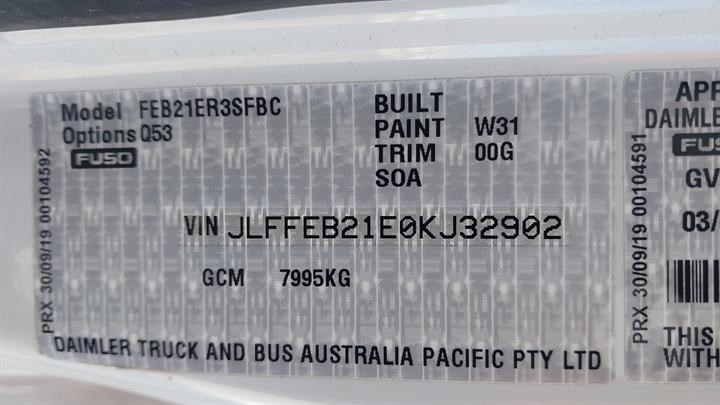 Model FEB21ER3SFBC
Options Q53
FUSO
BUILT
PAINT W31
TRIM 00G
SOA
VIN JLFFEB21E0KJ32902
GCM 7995KG
DAIMLER TRUCK AND BUS AUSTRALIA PACIFIC PTY LTD
PRX 30/09/19 00104592
PRX 30/09/19 00104591
APP
DAIMLE
FUS
GV
03/
THIS
WITH